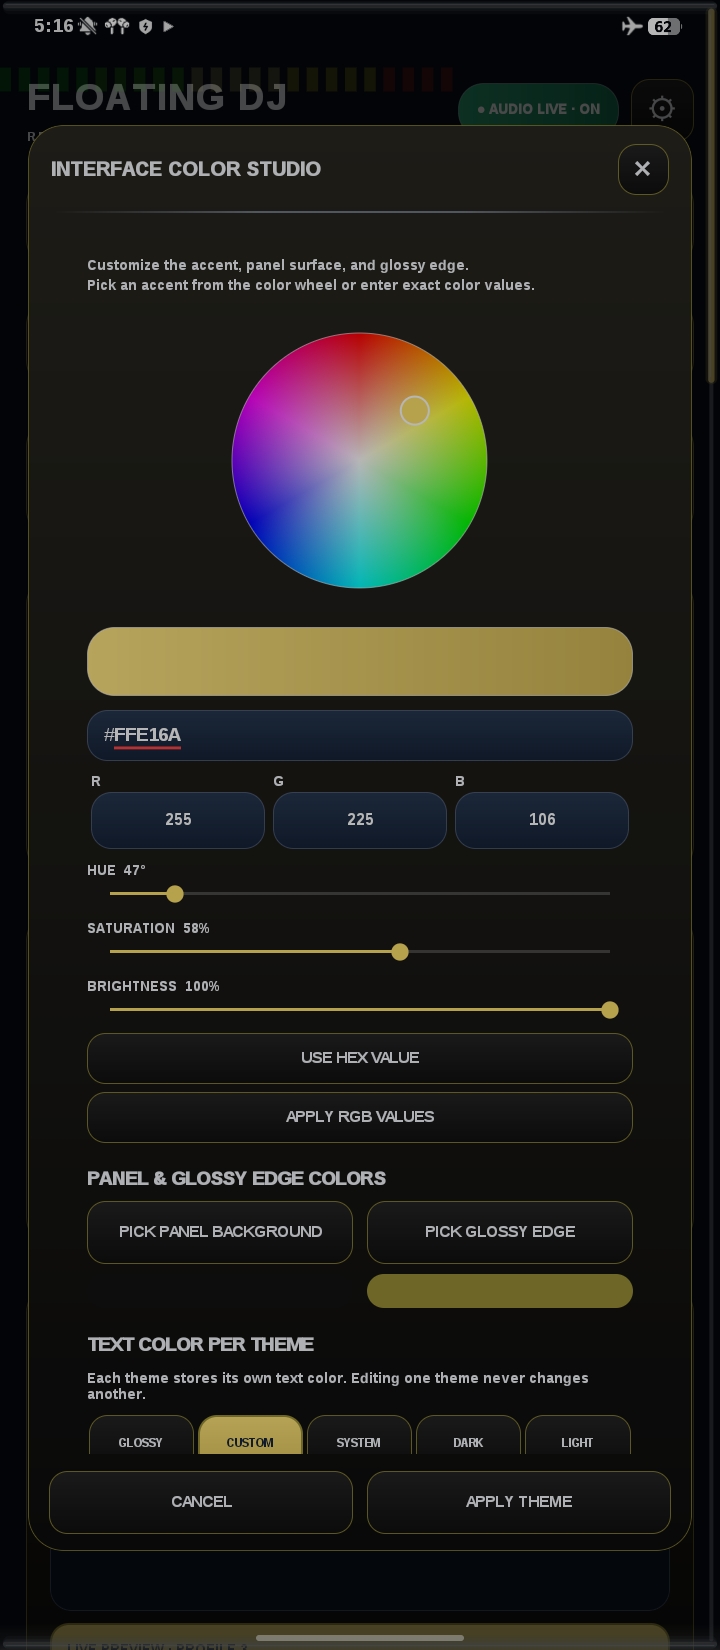 5:16
62
FLOATING DJ
● AUDIO LIVE · ON
INTERFACE COLOR STUDIO
✕
Customize the accent, panel surface, and glossy edge.
Pick an accent from the color wheel or enter exact color values.
#FFE16A
R G B
255 225 106
HUE 47°
SATURATION 58%
BRIGHTNESS 100%
USE HEX VALUE
APPLY RGB VALUES
PANEL & GLOSSY EDGE COLORS
PICK PANEL BACKGROUND PICK GLOSSY EDGE
TEXT COLOR PER THEME
Each theme stores its own text color. Editing one theme never changes
another.
GLOSSY CUSTOM SYSTEM DARK LIGHT
CANCEL APPLY THEME
LIVE PREVIEW · PROFILE